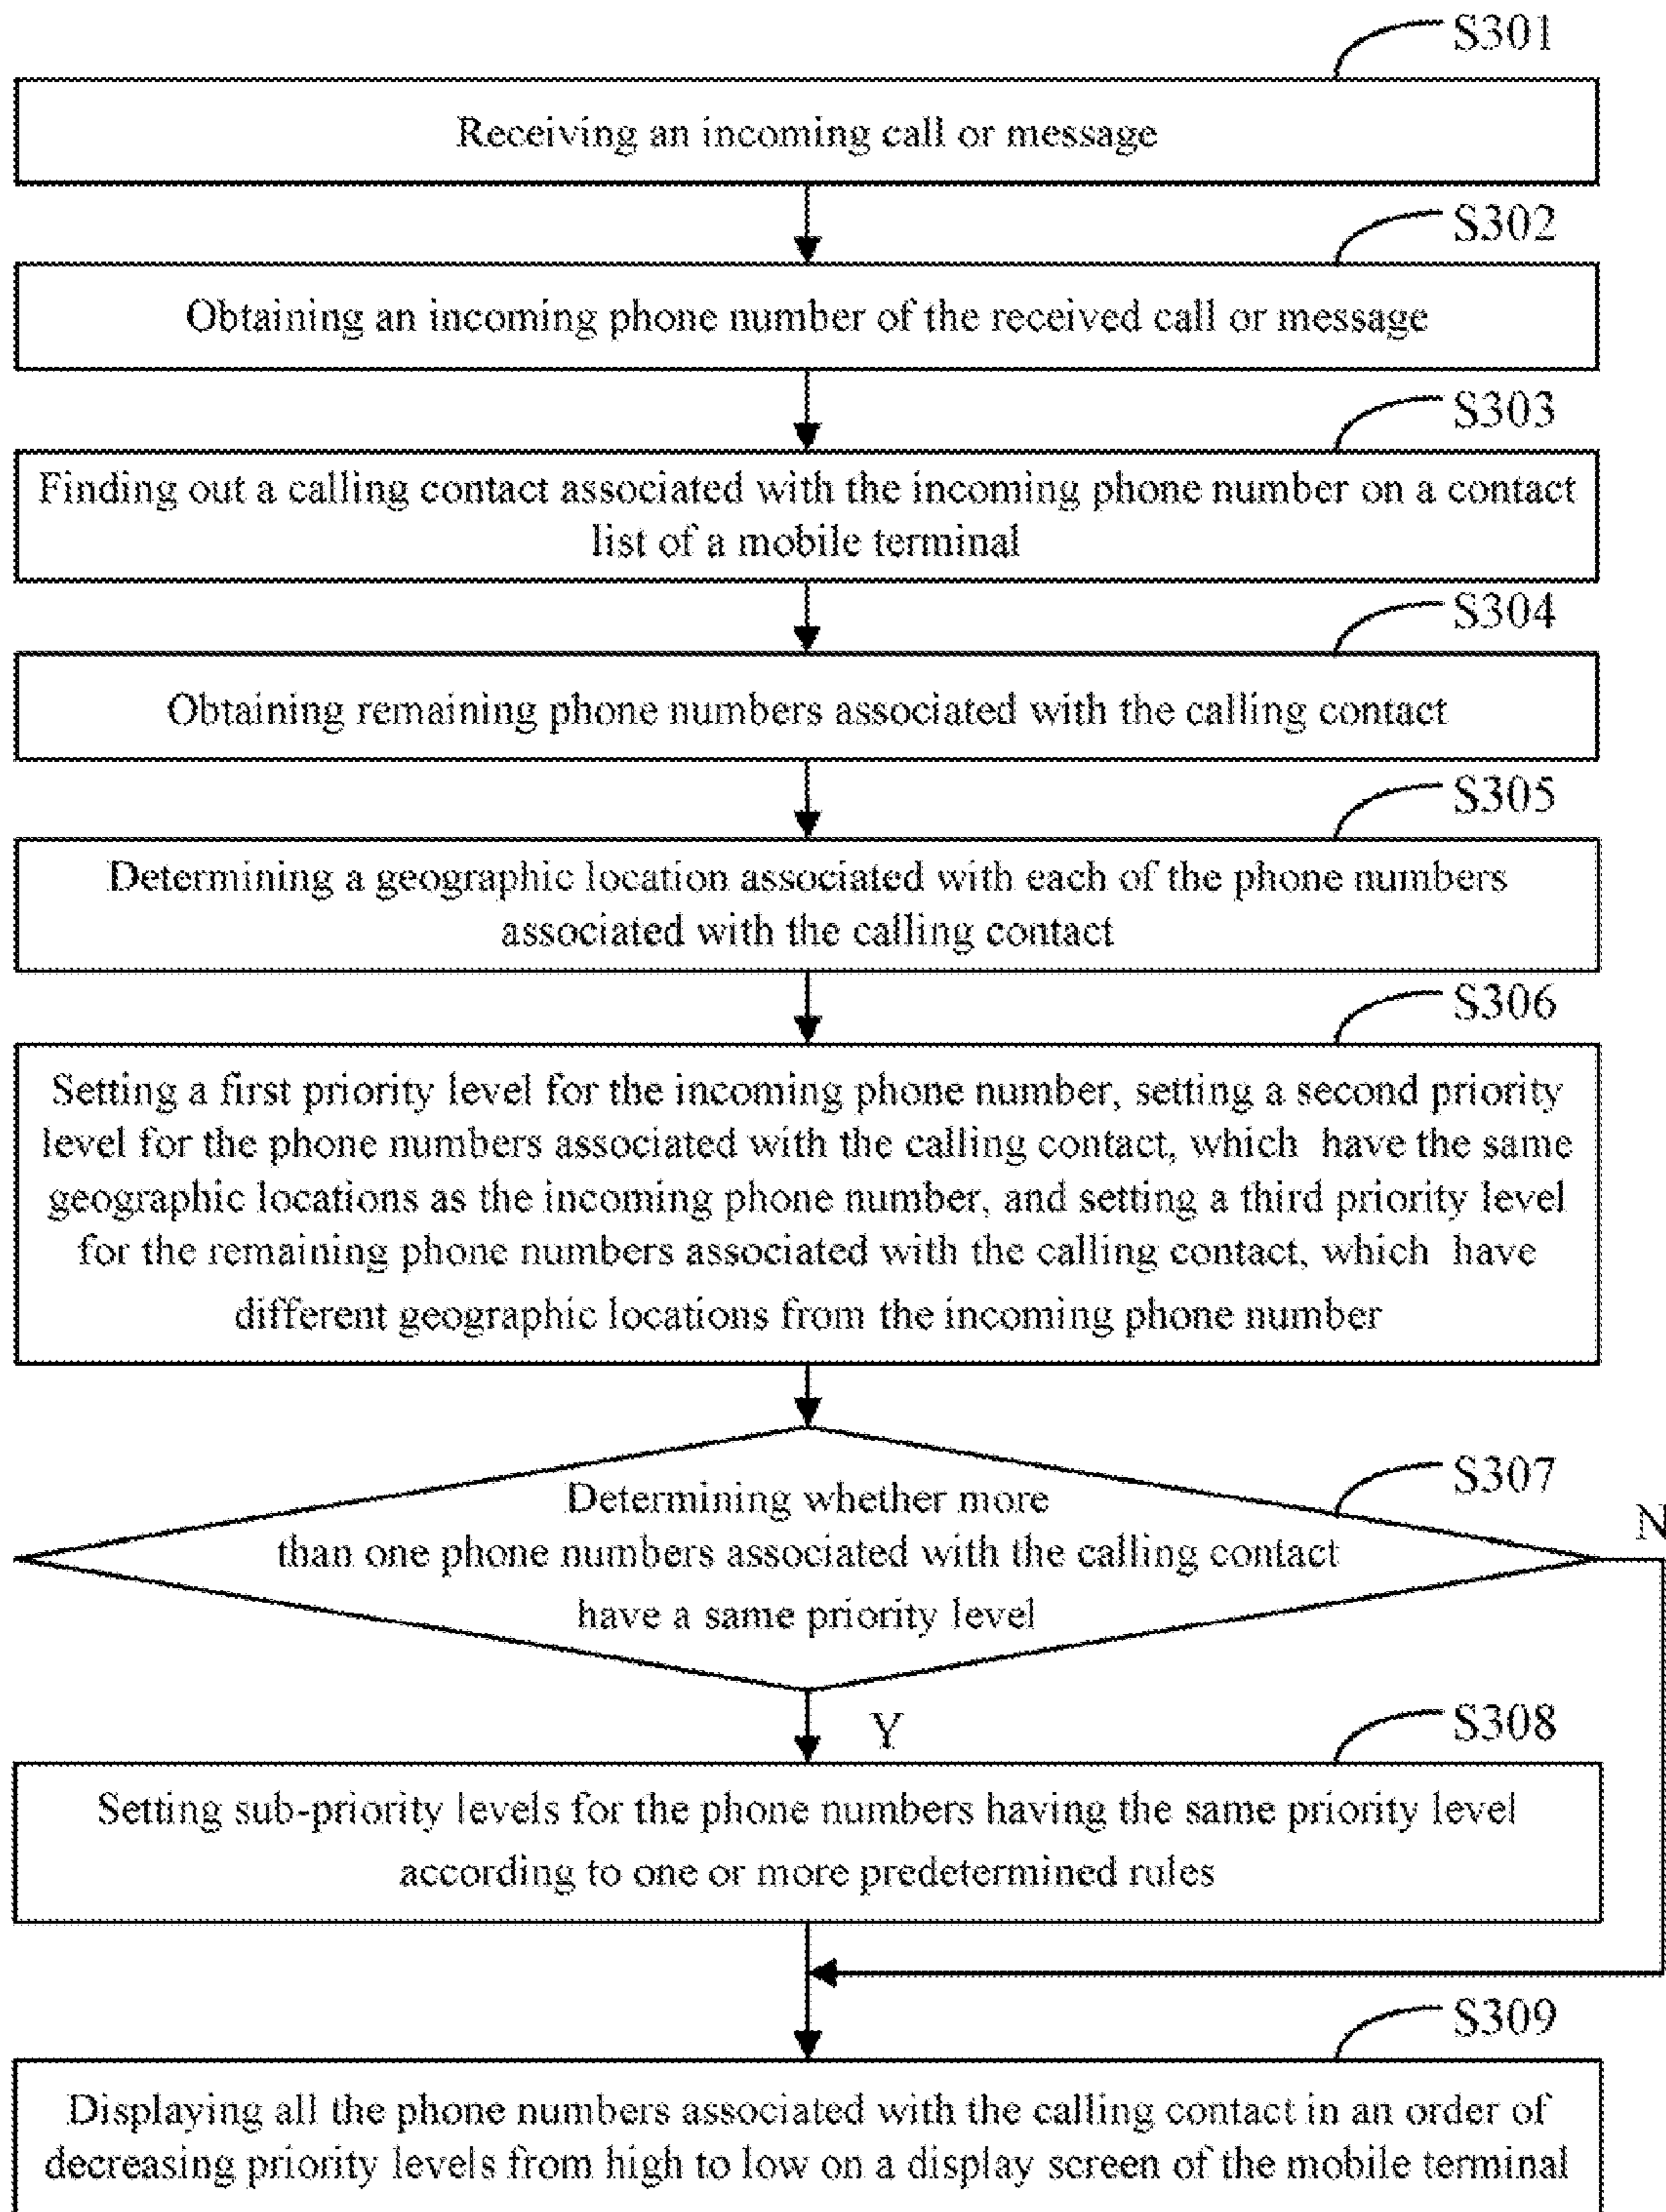 S301
Receiving an incoming call or message
S302
Obtaining an incoming phone number of the received call or message
S303
Finding out a calling contact associated with the incoming phone number on a contact
list of a mobile terminal
S304
Obtaining remaining phone numbers associated with the calling contact
S305
Determining a geographic location associated with each of the phone numbers
associated with the calling contact
S306
Setting a first priority level for the incoming phone number, setting a second priority
level for the phone numbers associated with the calling contact, which have the same
geographic locations as the incoming phone number, and setting a third priority level
for the remaining phone numbers associated with the calling contact, which have
different geographic locations from the incoming phone number
S307
N
Determining whether more
than one phone numbers associated with the calling contact
have a same priority level
Y
S308
Setting sub-priority levels for the phone numbers having the same priority level
according to one or more predetermined rules
S309
Displaying all the phone numbers associated with the calling contact in an order of
decreasing priority levels from high to low on a display screen of the mobile terminal